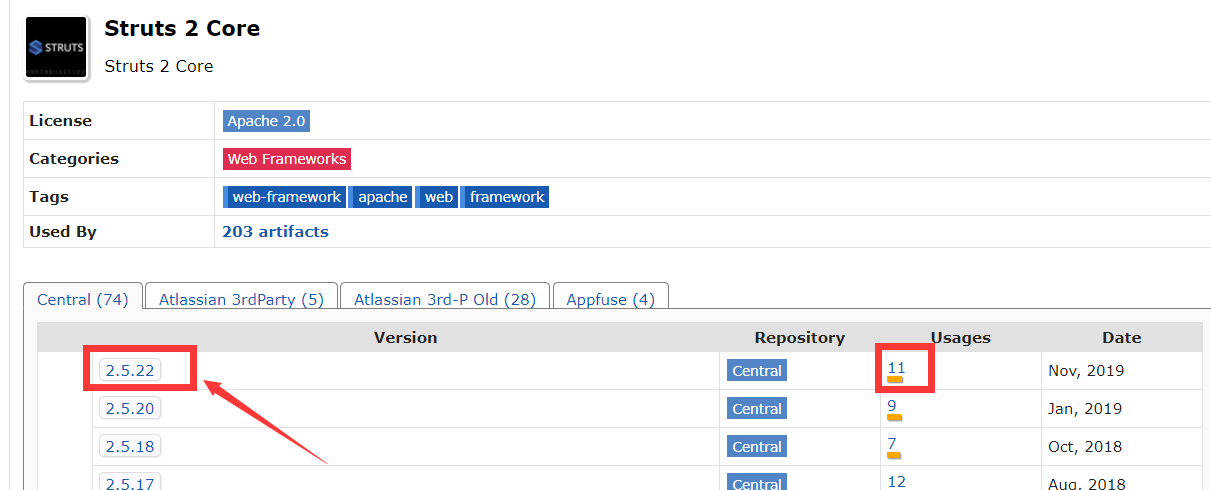 STRUTS
Struts 2 Core
Struts 2 Core
License Apache 2.0
Categories Web Frameworks
Tags web-framework apache web framework
Used By 203 artifacts
Central (74) Atlassian 3rdParty (5) Atlassian 3rd-P Old (28) Appfuse (4)
Version Repository Usages Date
2.5.22 Central 11 Nov, 2019
2.5.20 Central 9 Jan, 2019
2.5.18 Central 7 Oct, 2018
2.5.17 Central 12 Aug, 2018